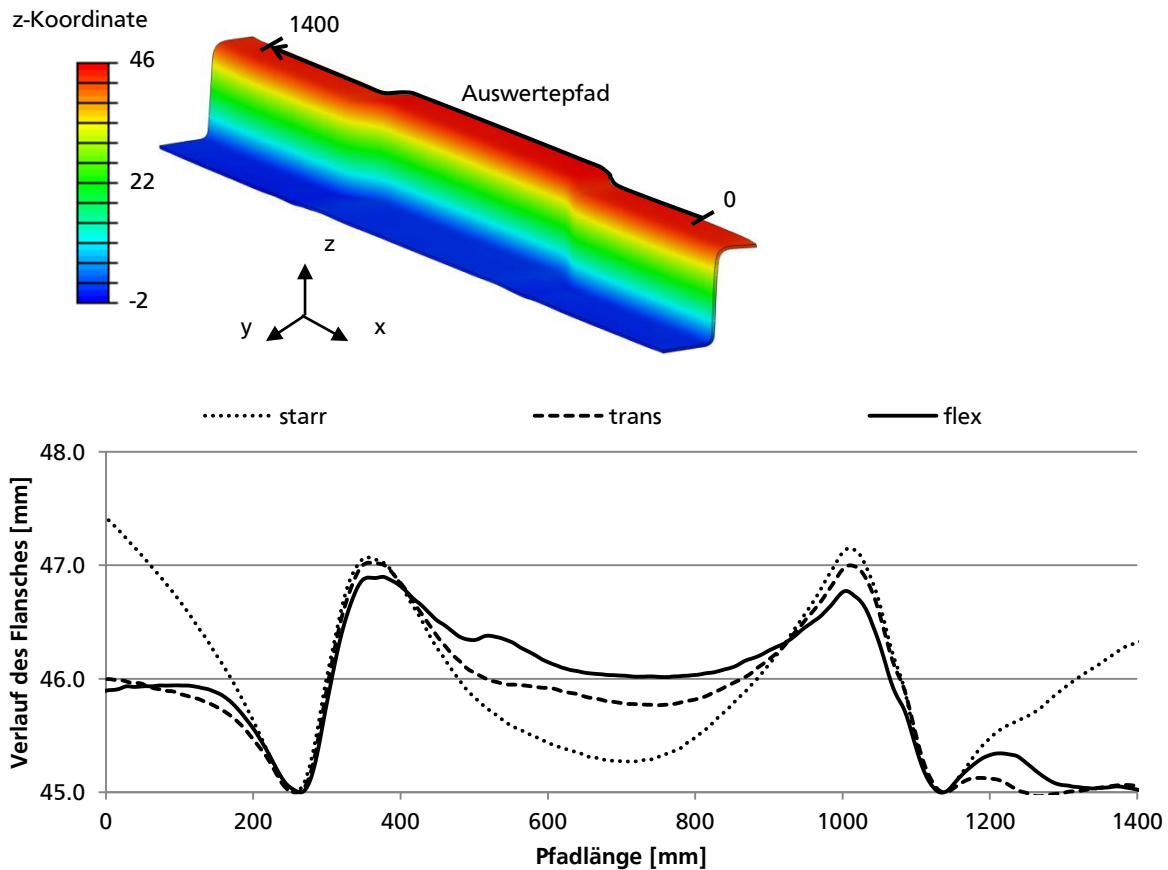 z-Koordinate
46
22
-2
1400
Auswertepfad
0
z
y
x
starr
trans
flex
Verlauf des Flansches [mm]
48.0
47.0
46.0
45.0
0
200
400
600
800
1000
1200
1400
Pfadlänge [mm]